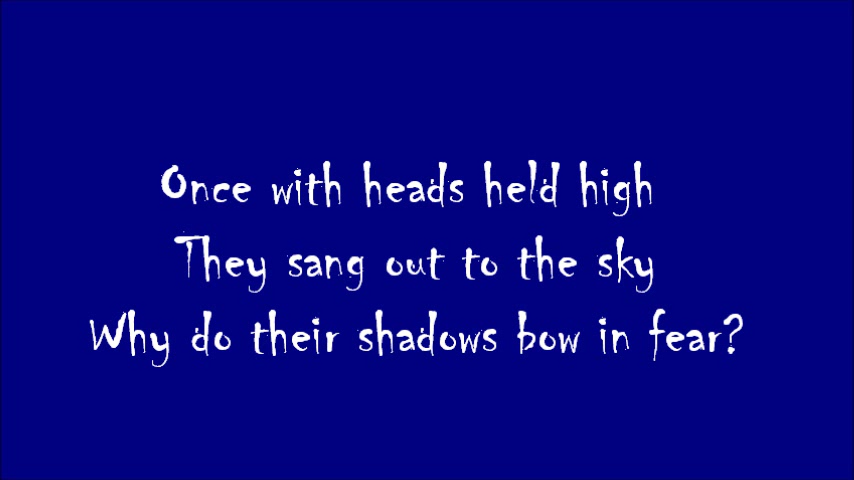 Once with heads held high
They sang out to the sky
Why do their shadows bow in fear?